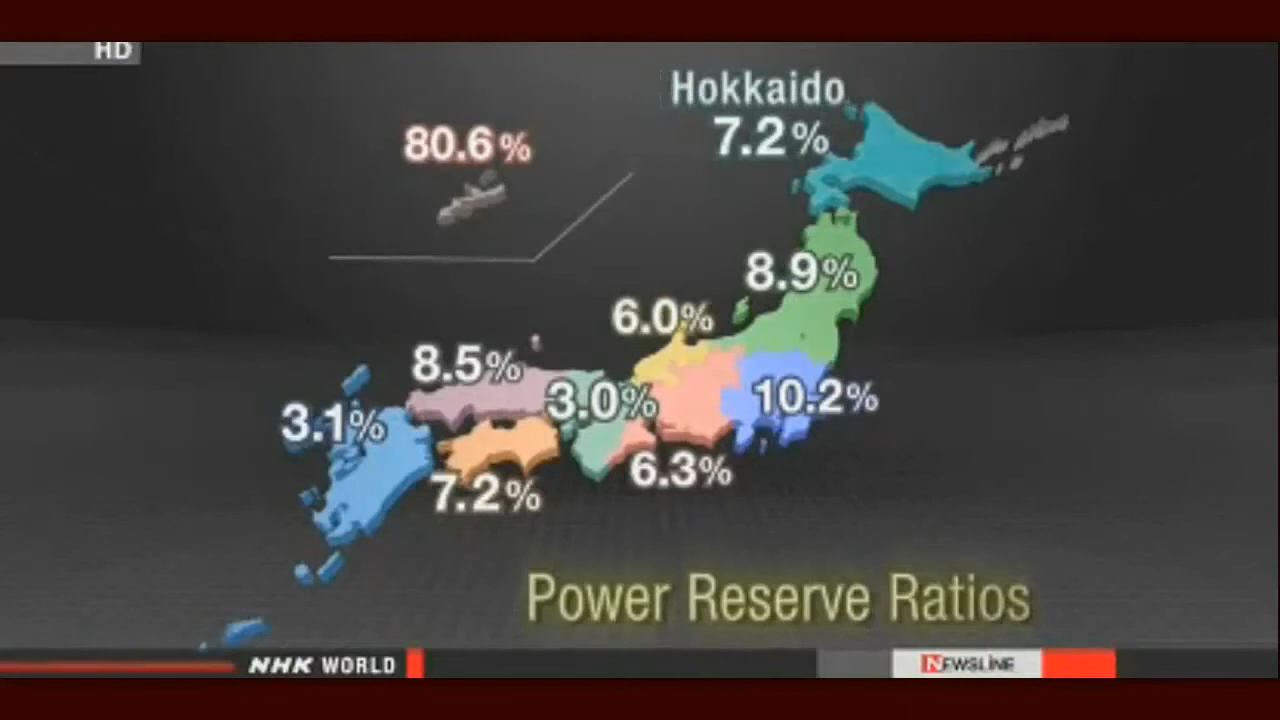 HD
Hokkaido
7.2%
80.6%
8.9%
6.0%
8.5%
3.0%
10.2%
3.1%
6.3%
7.2%
Power Reserve Ratios
NHK WORLD
NEWSLINE